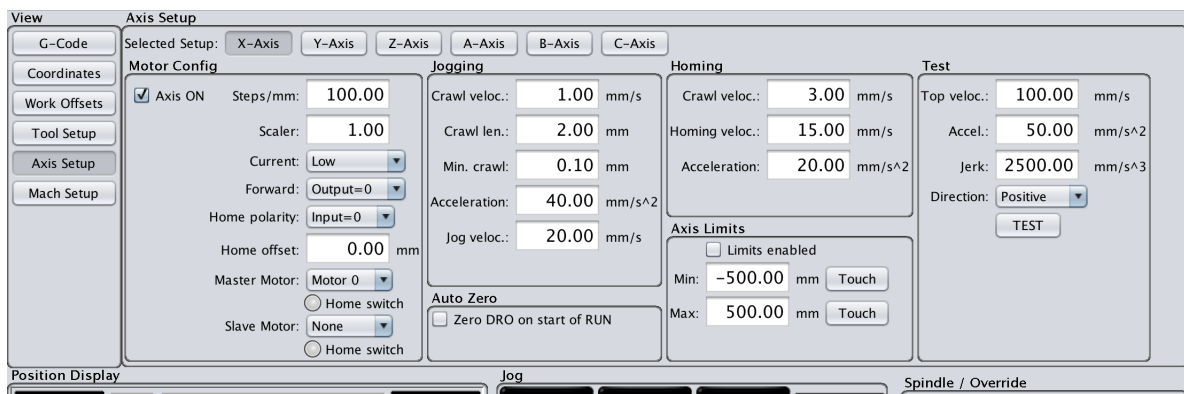 View
G-Code
Coordinates
Work Offsets
Tool Setup
Axis Setup
Mach Setup
Axis Setup
Selected Setup: X-Axis Y-Axis Z-Axis A-Axis B-Axis C-Axis
Motor Config
Axis ON Steps/mm: 100.00
Scaler: 1.00
Current: Low
Forward: Output=0
Home polarity: Input=0
Home offset: 0.00 mm
Master Motor: Motor 0
Home switch
Slave Motor: None
Home switch
Jogging
Crawl veloc.: 1.00 mm/s
Crawl len.: 2.00 mm
Min. crawl: 0.10 mm
Acceleration: 40.00 mm/s^2
Jog veloc.: 20.00 mm/s
Auto Zero
Zero DRO on start of RUN
Homing
Crawl veloc.: 3.00 mm/s
Homing veloc.: 15.00 mm/s
Acceleration: 20.00 mm/s^2
Axis Limits
Limits enabled
Min: -500.00 mm Touch
Max: 500.00 mm Touch
Test
Top veloc.: 100.00 mm/s
Accel.: 50.00 mm/s^2
Jerk: 2500.00 mm/s^3
Direction: Positive
TEST
Position Display
Jog
Spindle / Override